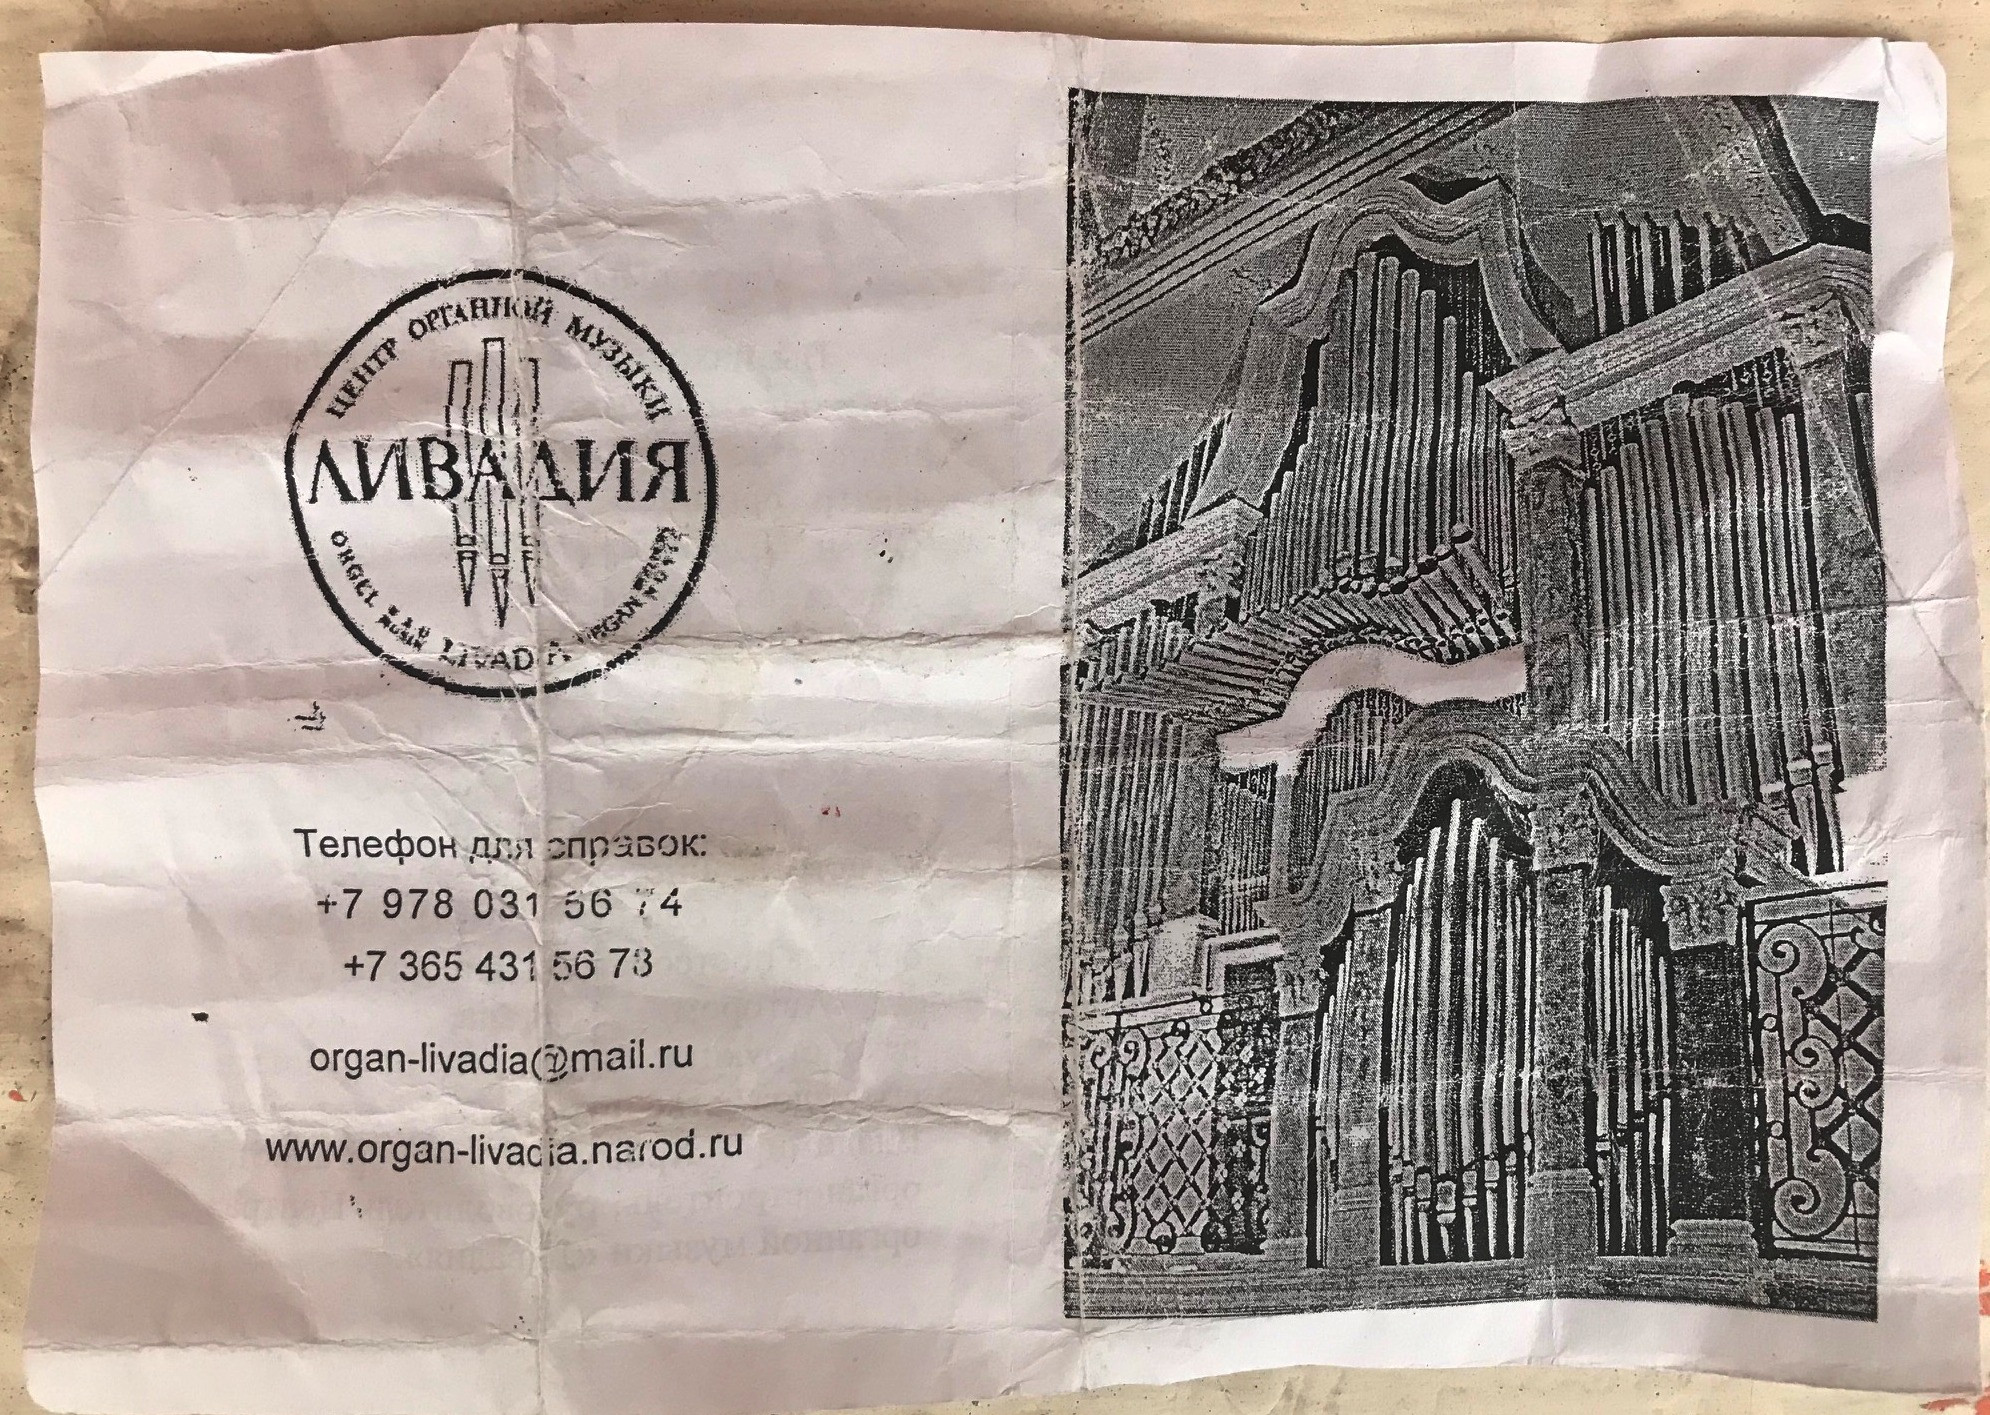 ЦЕНТР ОРГАННОЙ МУЗЫКИ
ЛИВАДИЯ
LIVADIA ORGAN
Телефон для справок:
+7 978 031 56 74
+7 365 431 56 78
organ-livadia@mail.ru
www.organ-livadia.narod.ru